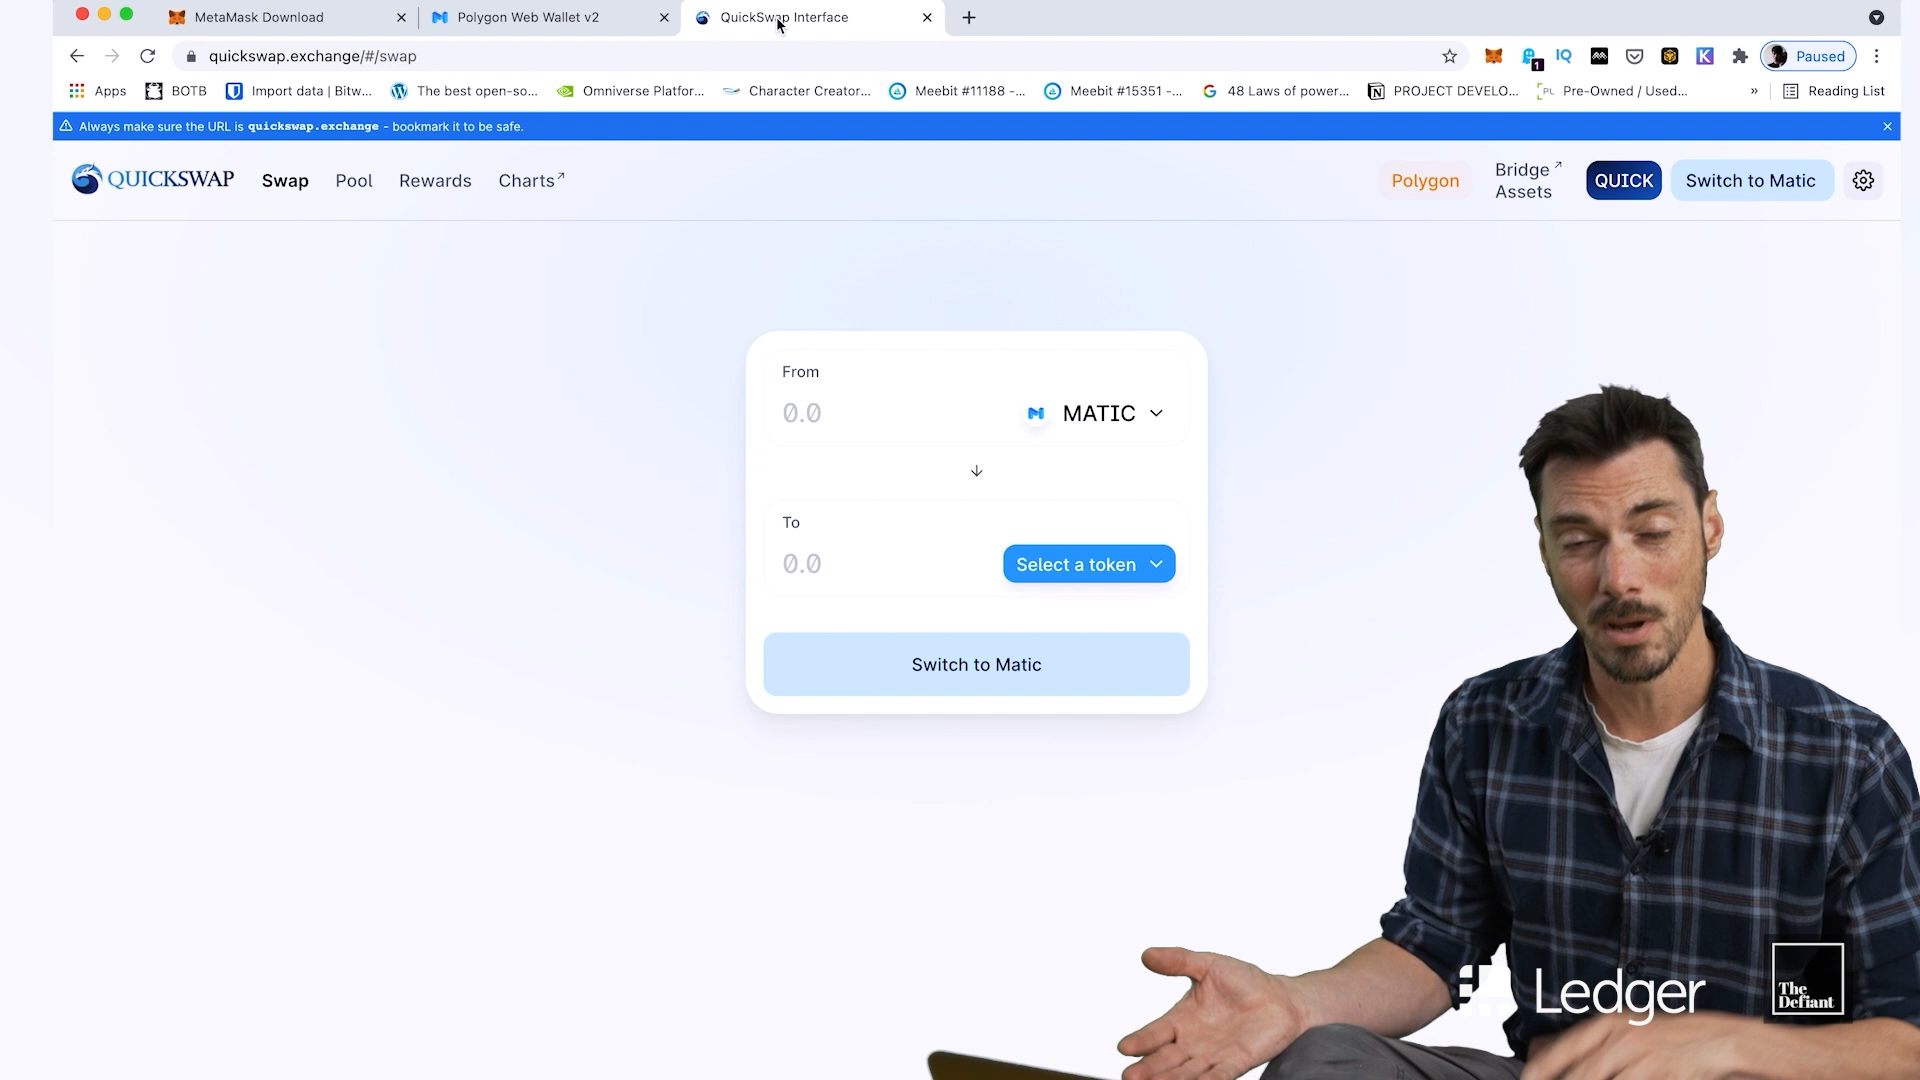 MetaMask Download
Polygon Web Wallet v2
QuickSwap Interface
quickswap.exchange/#/swap
1
IQ
K
Paused
Apps
BOTB
Import data | Bitw...
The best open-so...
Omniverse Platfor...
Character Creator...
Meebit #11188 -...
Meebit #15351 -...
48 Laws of power...
PROJECT DEVELO...
PL
Pre-Owned / Used...
»
Reading List
Always make sure the URL is quickswap.exchange - bookmark it to be safe.
QUICKSWAP
Swap
Pool
Rewards
Charts↗
Polygon
Bridge↗
Assets
QUICK
Switch to Matic
From
0.0
MATIC
To
0.0
Select a token
Switch to Matic
Ledger
The
Defiant